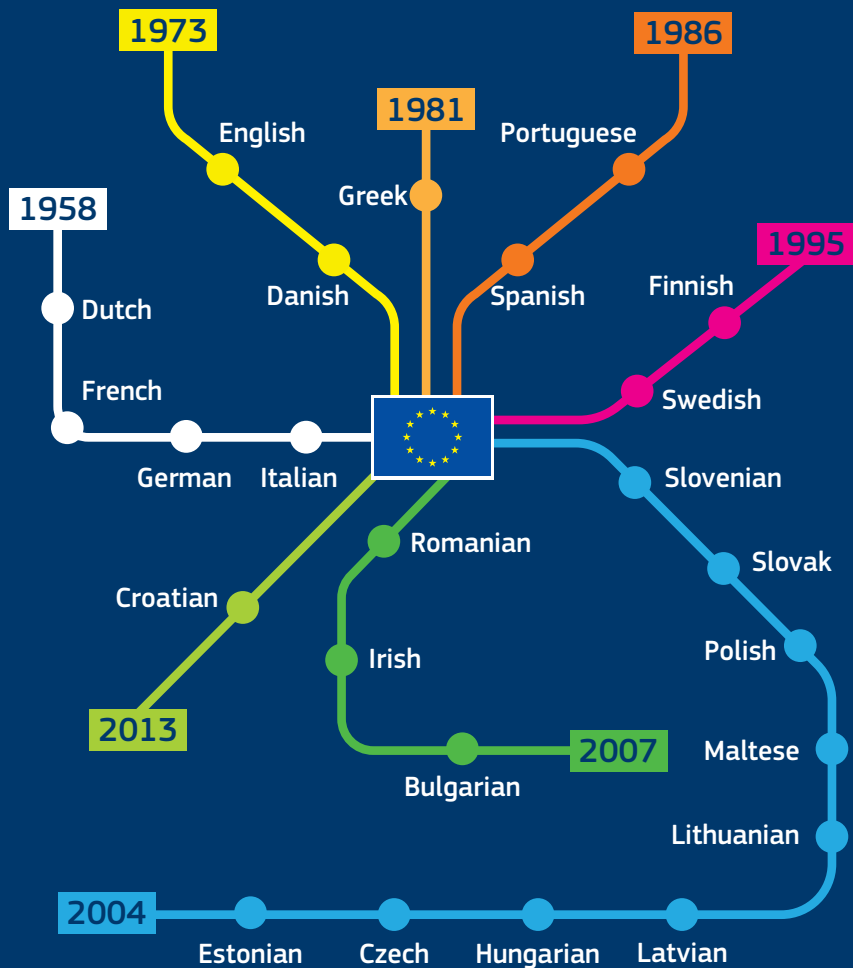 1973
1986
1981
English
Portuguese
Greek
1958
1995
Finnish
Danish
Spanish
Dutch
French
Swedish
German
Italian
Slovenian
Romanian
Slovak
Croatian
Polish
Irish
2013
2007
Maltese
Bulgarian
Lithuanian
2004
Estonian
Czech
Hungarian
Latvian